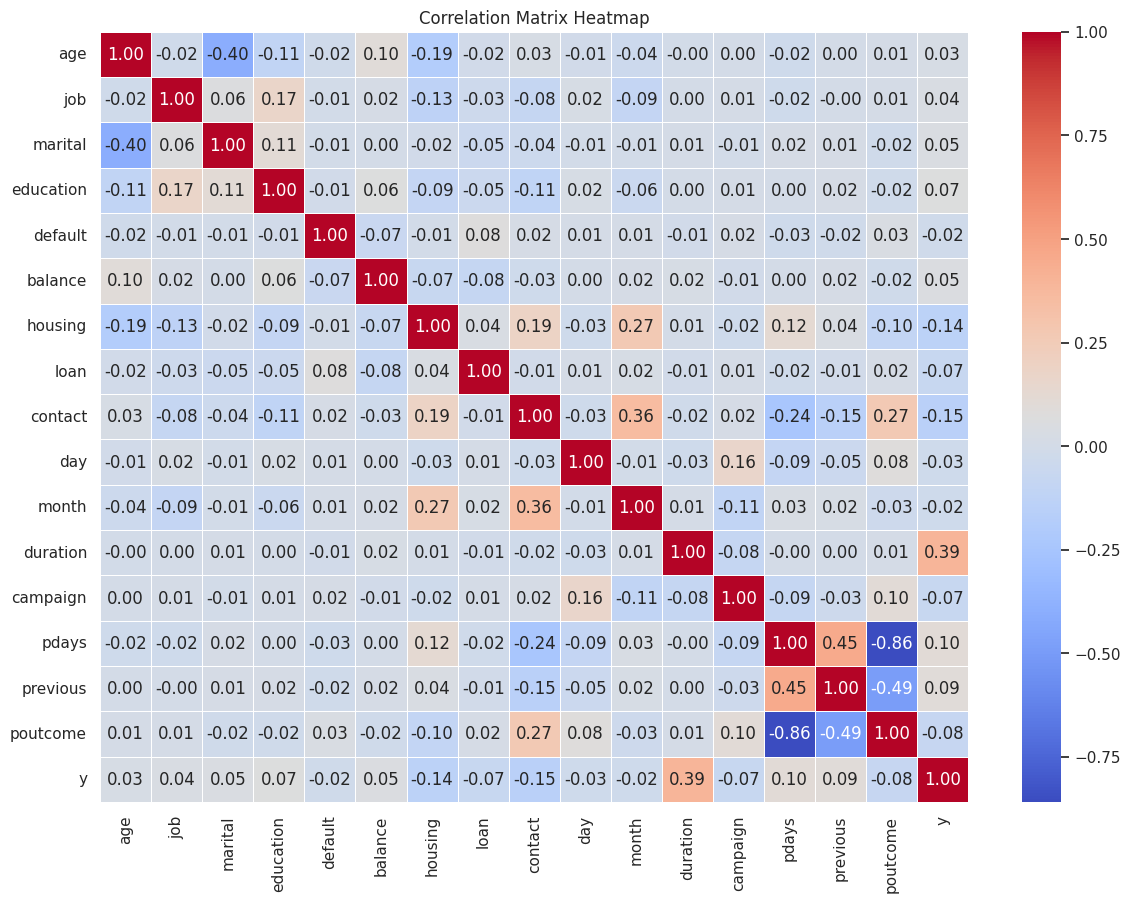 Correlation Matrix Heatmap
age 1.00 -0.02 -0.40 -0.11 -0.02 0.10 -0.19 -0.02 0.03 -0.01 -0.04 -0.00 0.00 -0.02 0.00 0.01 0.03
job -0.02 1.00 0.06 0.17 -0.01 0.02 -0.13 -0.03 -0.08 0.02 -0.09 0.00 0.01 -0.02 -0.00 0.01 0.04
marital -0.40 0.06 1.00 0.11 -0.01 0.00 -0.02 -0.05 -0.04 -0.01 -0.01 0.01 -0.01 0.02 0.01 -0.02 0.05
education -0.11 0.17 0.11 1.00 -0.01 0.06 -0.09 -0.05 -0.11 0.02 -0.06 0.00 0.01 0.00 0.02 -0.02 0.07
default -0.02 -0.01 -0.01 -0.01 1.00 -0.07 -0.01 0.08 0.02 0.01 0.01 -0.01 0.02 -0.03 -0.02 0.03 -0.02
balance 0.10 0.02 0.00 0.06 -0.07 1.00 -0.07 -0.08 -0.03 0.00 0.02 0.02 -0.01 0.00 0.02 -0.02 0.05
housing -0.19 -0.13 -0.02 -0.09 -0.01 -0.07 1.00 0.04 0.19 -0.03 0.27 0.01 -0.02 0.12 0.04 -0.10 -0.14
loan -0.02 -0.03 -0.05 -0.05 0.08 -0.08 0.04 1.00 -0.01 0.01 0.02 -0.01 0.01 -0.02 -0.01 0.02 -0.07
contact 0.03 -0.08 -0.04 -0.11 0.02 -0.03 0.19 -0.01 1.00 -0.03 0.36 -0.02 0.02 -0.24 -0.15 0.27 -0.15
day -0.01 0.02 -0.01 0.02 0.01 0.00 -0.03 0.01 -0.03 1.00 -0.01 -0.03 0.16 -0.09 -0.05 0.08 -0.03
month -0.04 -0.09 -0.01 -0.06 0.01 0.02 0.27 0.02 0.36 -0.01 1.00 0.01 -0.11 0.03 0.02 -0.03 -0.02
duration -0.00 0.00 0.01 0.00 -0.01 0.02 0.01 -0.01 -0.02 -0.03 0.01 1.00 -0.08 -0.00 0.00 0.01 0.39
campaign 0.00 0.01 -0.01 0.01 0.02 -0.01 -0.02 0.01 0.02 0.16 -0.11 -0.08 1.00 -0.09 -0.03 0.10 -0.07
pdays -0.02 -0.02 0.02 0.00 -0.03 0.00 0.12 -0.02 -0.24 -0.09 0.03 -0.00 -0.09 1.00 0.45 -0.86 0.10
previous 0.00 -0.00 0.01 0.02 -0.02 0.02 0.04 -0.01 -0.15 -0.05 0.02 0.00 -0.03 0.45 1.00 -0.49 0.09
poutcome 0.01 0.01 -0.02 -0.02 0.03 -0.02 -0.10 0.02 0.27 0.08 -0.03 0.01 0.10 -0.86 -0.49 1.00 -0.08
y 0.03 0.04 0.05 0.07 -0.02 0.05 -0.14 -0.07 -0.15 -0.03 -0.02 0.39 -0.07 0.10 0.09 -0.08 1.00
age job marital education default balance housing loan contact day month duration campaign pdays previous poutcome y
1.00
0.75
0.50
0.25
0.00
−0.25
−0.50
−0.75